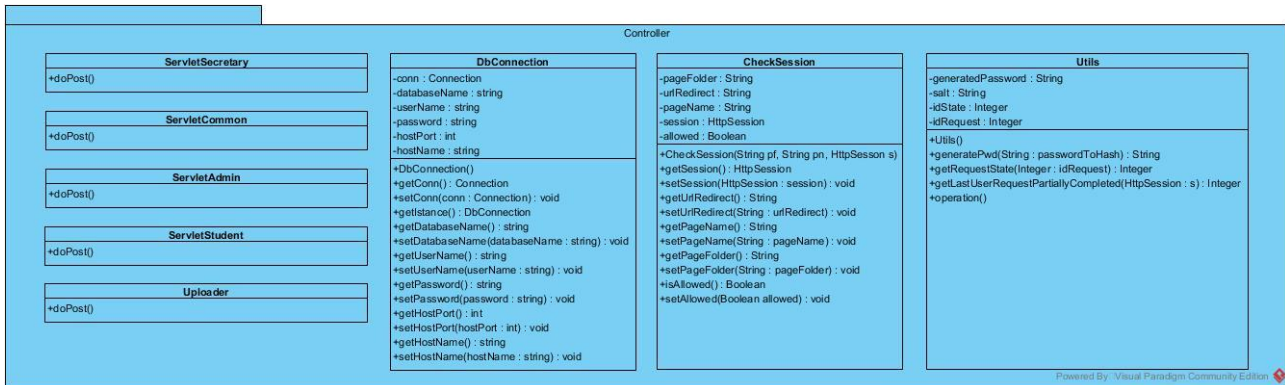 Controller
ServletSecretary
+doPost()
ServletCommon
+doPost()
ServletAdmin
+doPost()
ServletStudent
+doPost()
Uploader
+doPost()
DbConnection
-conn : Connection
-databaseName : string
-userName : string
-password : string
-hostPort : int
-hostName : string
+DbConnection()
+getConn() : Connection
+setConn(conn : Connection) : void
+getIstance() : DbConnection
+getDatabaseName() : string
+setDatabaseName(databaseName : string) : void
+getUserName() : string
+setUserName(userName : string) : void
+getPassword() : string
+setPassword(password : string) : void
+getHostPort() : int
+setHostPort(hostPort : int) : void
+getHostName() : string
+setHostName(hostName : string) : void
CheckSession
-pageFolder : String
-urlRedirect : String
-pageName : String
-session : HttpSession
-allowed : Boolean
+CheckSession(String pf, String pn, HttpSesson s)
+getSession() : HttpSession
+setSession(HttpSession : session) : void
+getUrlRedirect() : String
+setUrlRedirect(String : urlRedirect) : void
+getPageName() : String
+setPageName(String : pageName) : void
+getPageFolder() : String
+setPageFolder(String : pageFolder) : void
+isAllowed() : Boolean
+setAllowed(Boolean allowed) : void
Utils
-generatedPassword : String
-salt : String
-idState : Integer
-idRequest : Integer
+Utils()
+generatePwd(String : passwordToHash) : String
+getRequestState(Integer : idRequest) : Integer
+getLastUserRequestPartiallyCompleted(HttpSession : s) : Integer
+operation()
Powered By: Visual Paradigm Community Edition